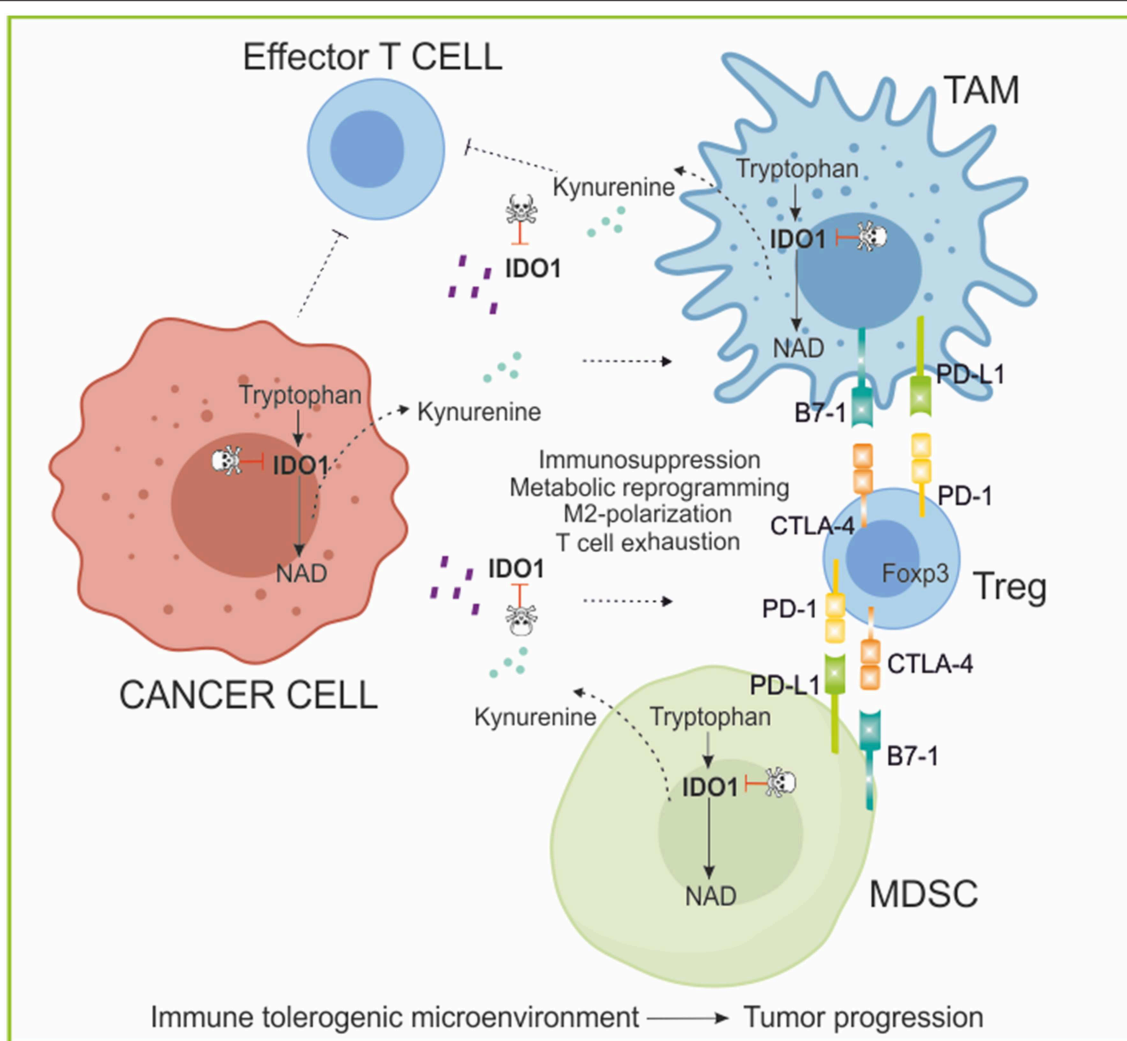 Effector T CELL
TAM
Tryptophan
Kynurenine
IDO1
IDO1
NAD
PD-L1
B7-1
Tryptophan
Kynurenine
IDO1
NAD
CANCER CELL
Immunosuppression
Metabolic reprogramming
M2-polarization
T cell exhaustion
PD-1
CTLA-4
Foxp3
Treg
IDO1
PD-1
CTLA-4
PD-L1
B7-1
Kynurenine
Tryptophan
IDO1
NAD
MDSC
Immune tolerogenic microenvironment
Tumor progression